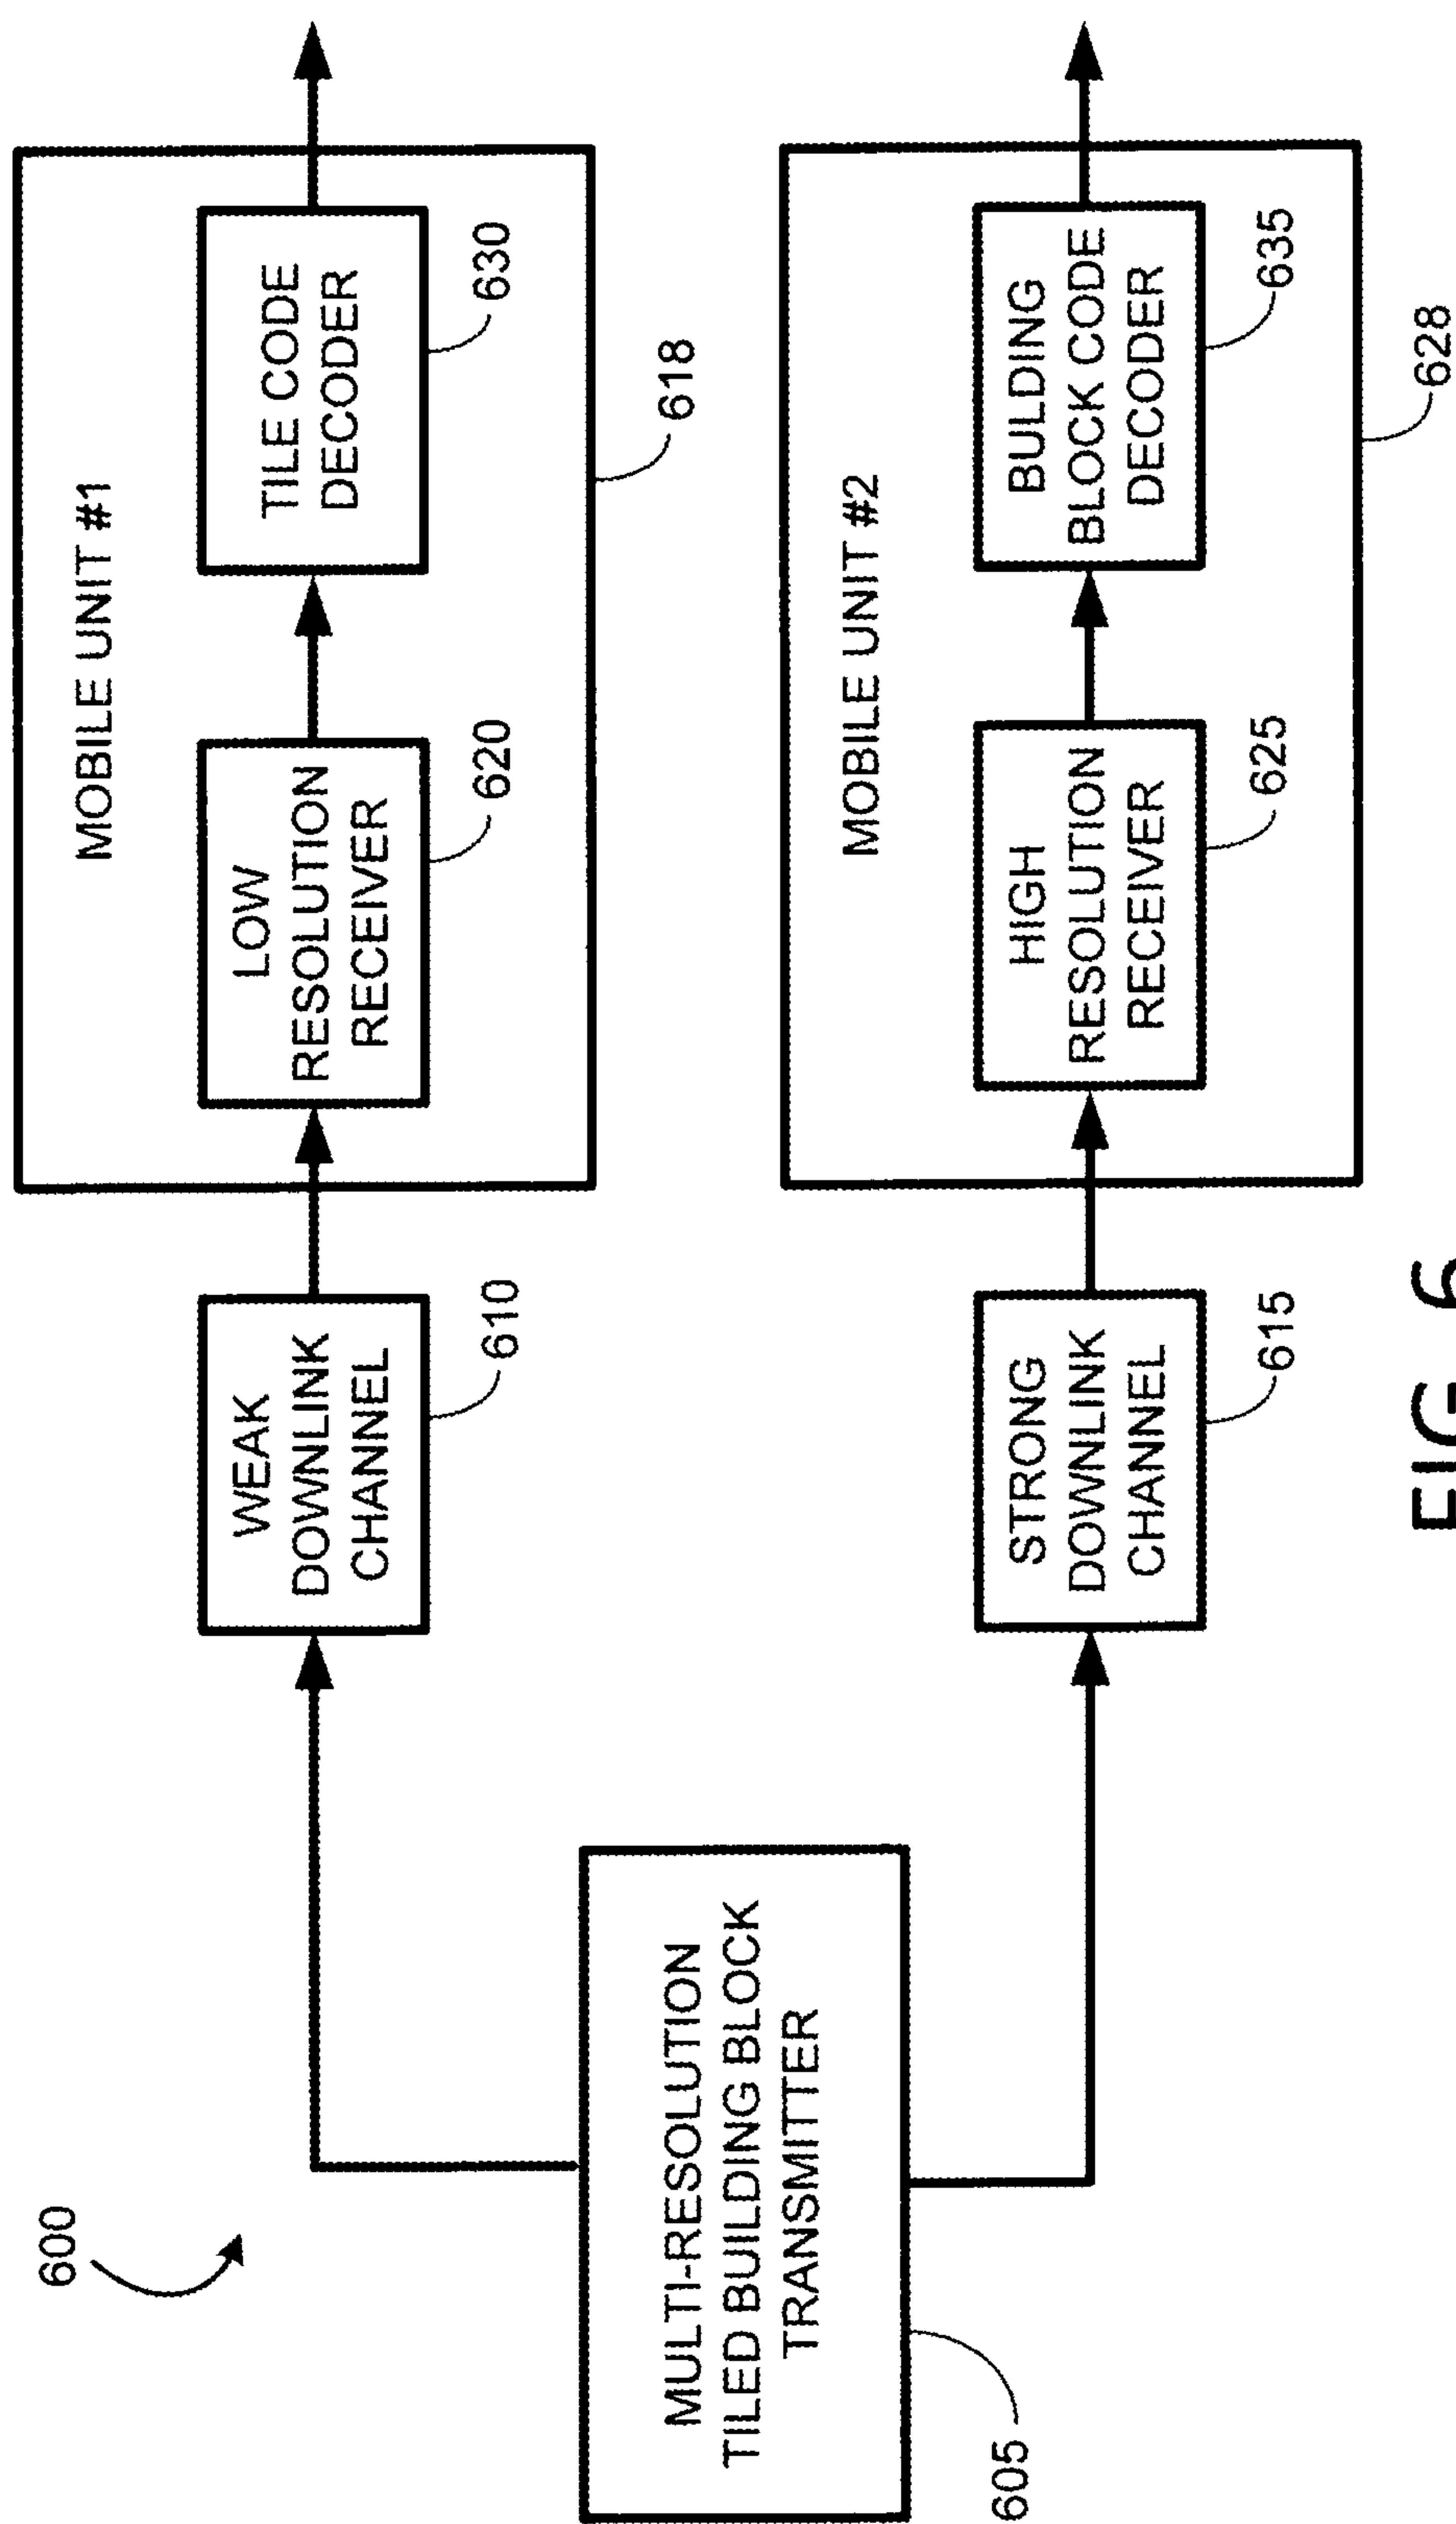 600
MULTI-RESOLUTION
TILED BUILDING BLOCK
TRANSMITTER
605
WEAK
DOWNLINK
CHANNEL
610
MOBILE UNIT #1
LOW
RESOLUTION
RECEIVER
620
TILE CODE
DECODER
630
618
STRONG
DOWNLINK
CHANNEL
615
MOBILE UNIT #2
HIGH
RESOLUTION
RECEIVER
625
BULDING
BLOCK CODE
DECODER
635
628
FIG. 6